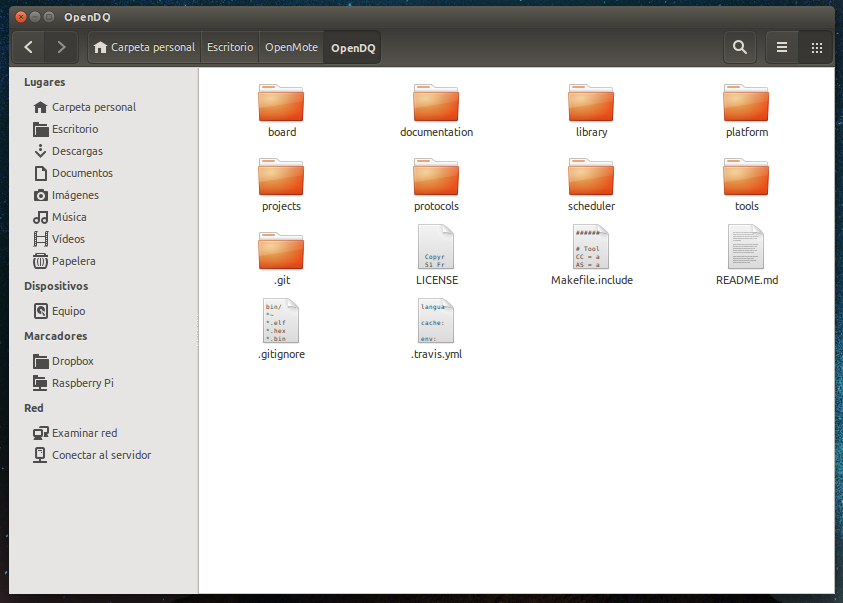 OpenDQ
Carpeta personal
Escritorio
OpenMote
OpenDQ
Lugares
Carpeta personal
Escritorio
Descargas
Documentos
Imágenes
Música
Vídeos
Papelera
Dispositivos
Equipo
Marcadores
Dropbox
Raspberry Pi
Red
Examinar red
Conectar al servidor
board
documentation
library
platform
projects
protocols
scheduler
tools
.git
Copyr
51 Fr
LICENSE
######
# Tool
CC = a
AS = a
Makefile.include
README.md
bin/
*~
*.elf
*.hex
*.bin
.gitignore
langua
cache:
env:
.travis.yml